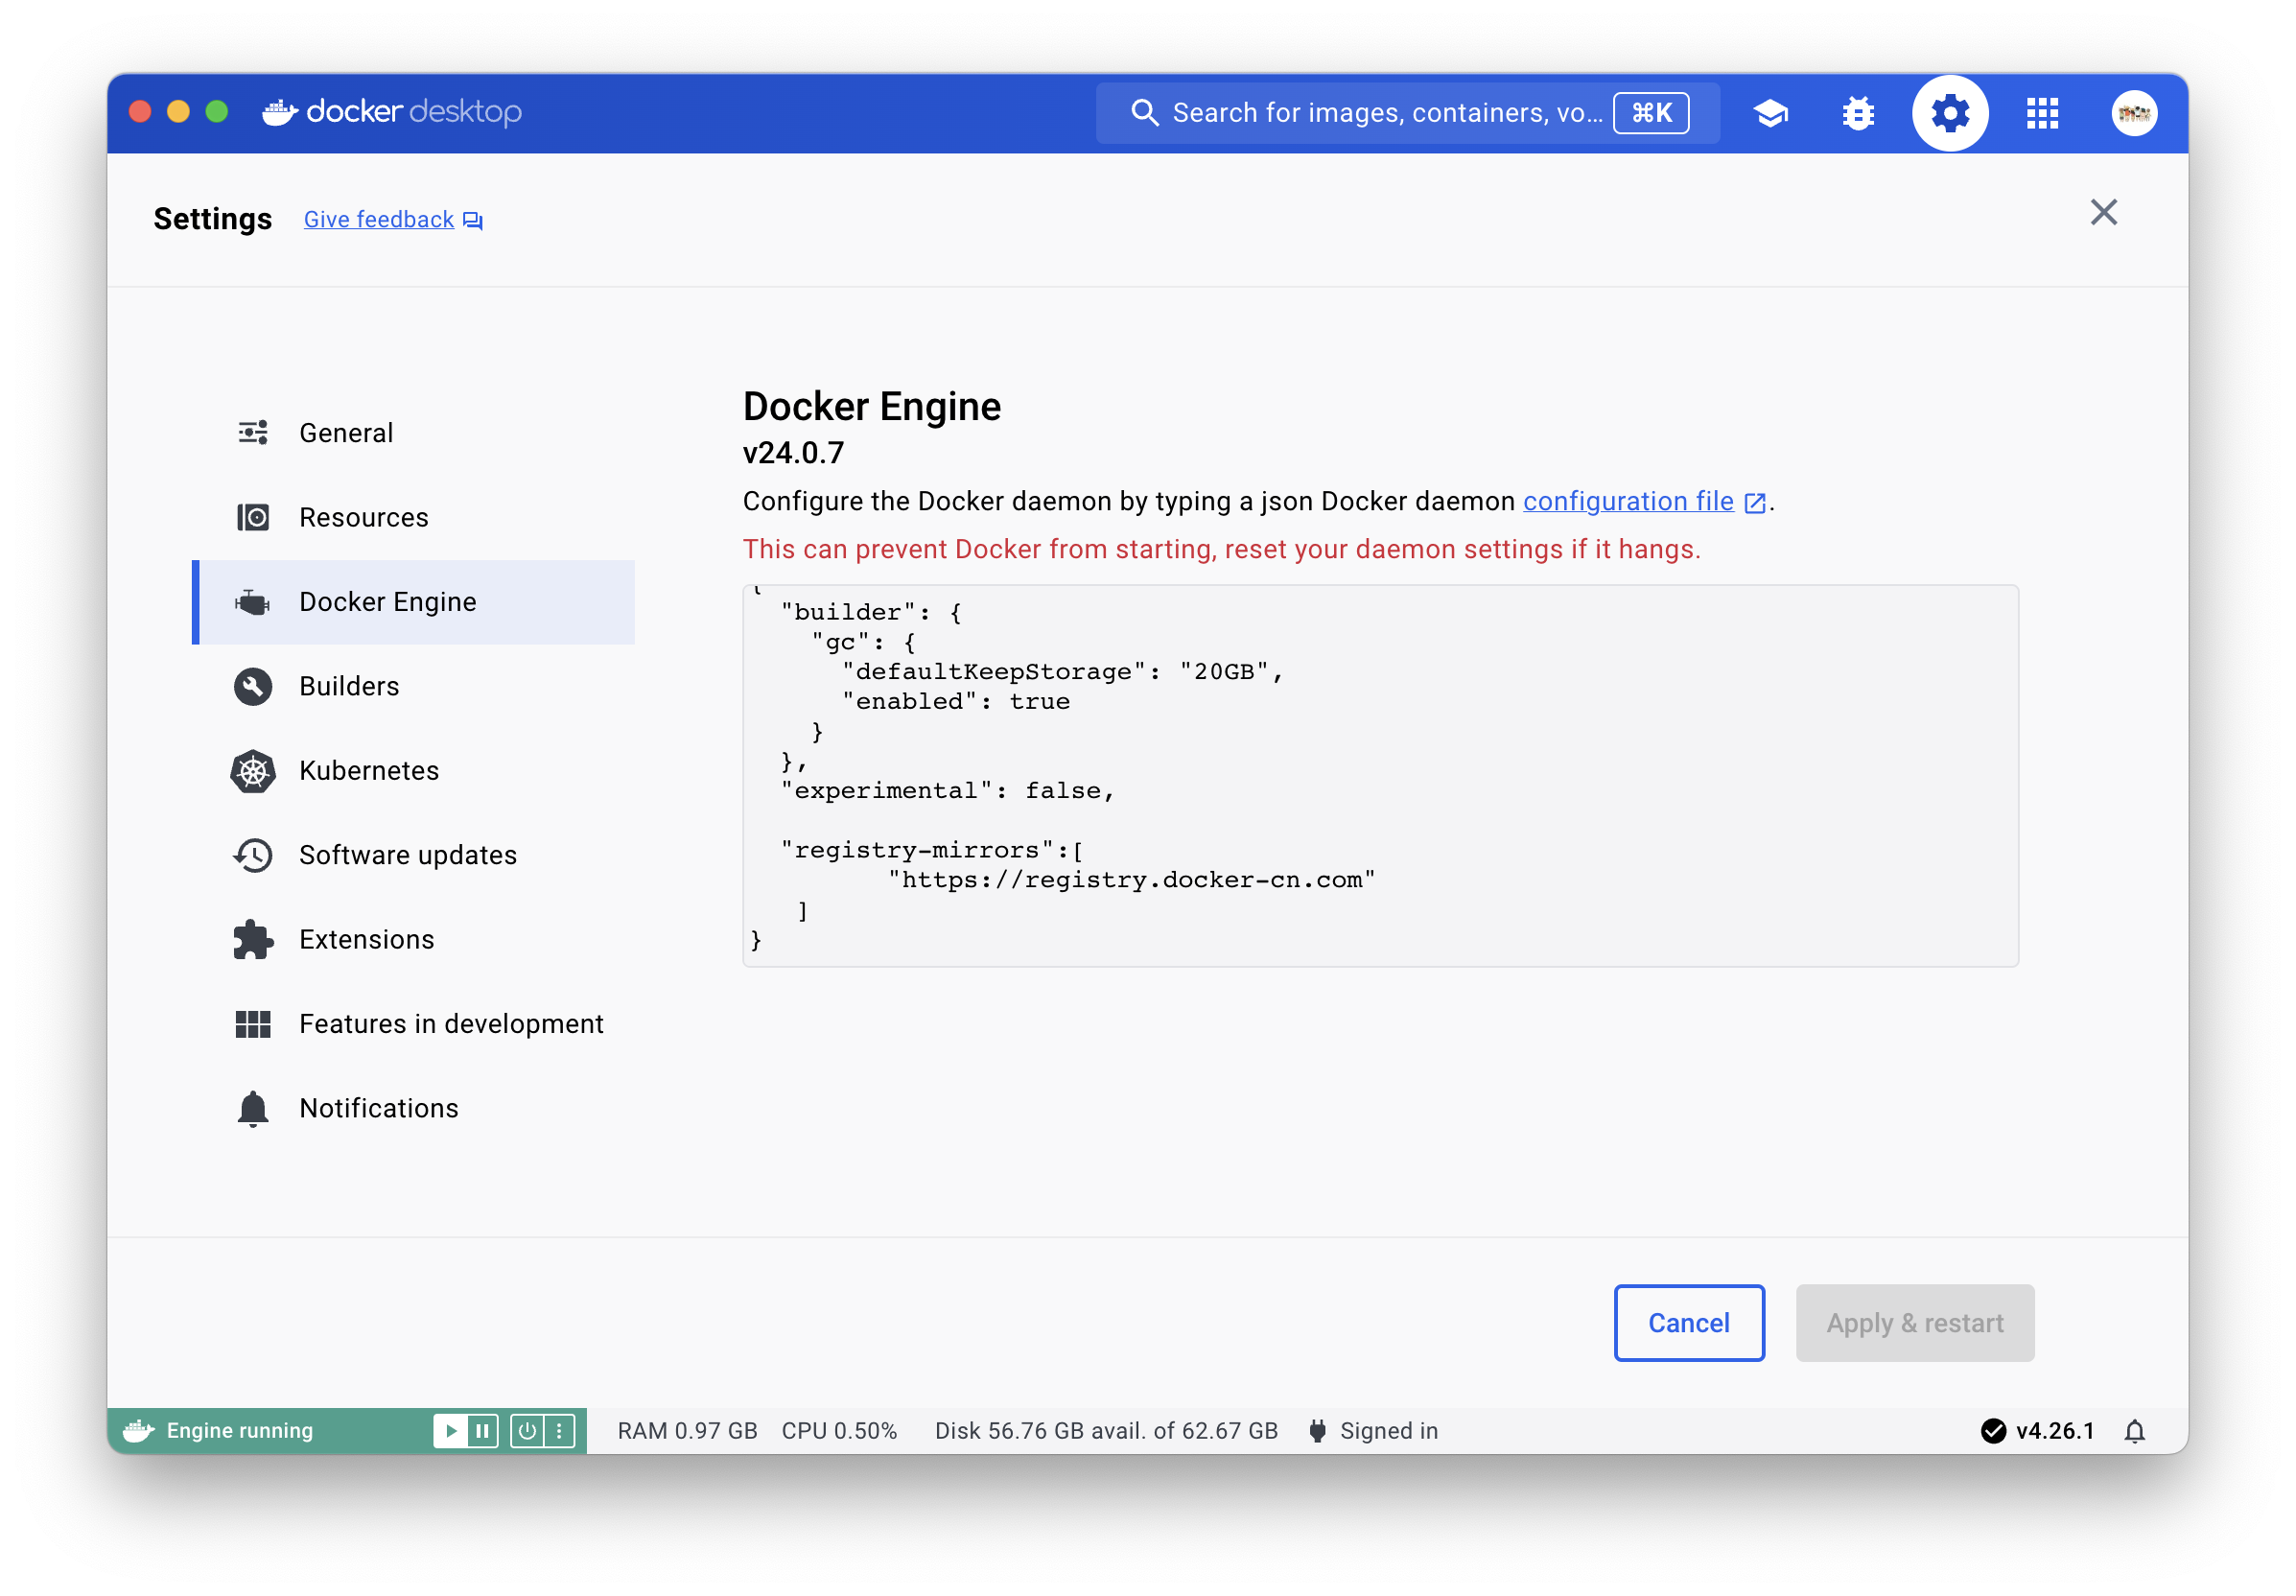 docker desktop
Search for images, containers, vo... ⌘K
Settings
Give feedback
General
Resources
Docker Engine
Builders
Kubernetes
Software updates
Extensions
Features in development
Notifications
Docker Engine
v24.0.7
Configure the Docker daemon by typing a json Docker daemon configuration file.
This can prevent Docker from starting, reset your daemon settings if it hangs.
{
  "builder": {
    "gc": {
      "defaultKeepStorage": "20GB",
      "enabled": true
    }
  },
  "experimental": false,
  "registry-mirrors":[
         "https://registry.docker-cn.com"
   ]
}
Cancel
Apply & restart
Engine running
RAM 0.97 GB CPU 0.50% Disk 56.76 GB avail. of 62.67 GB Signed in
v4.26.1